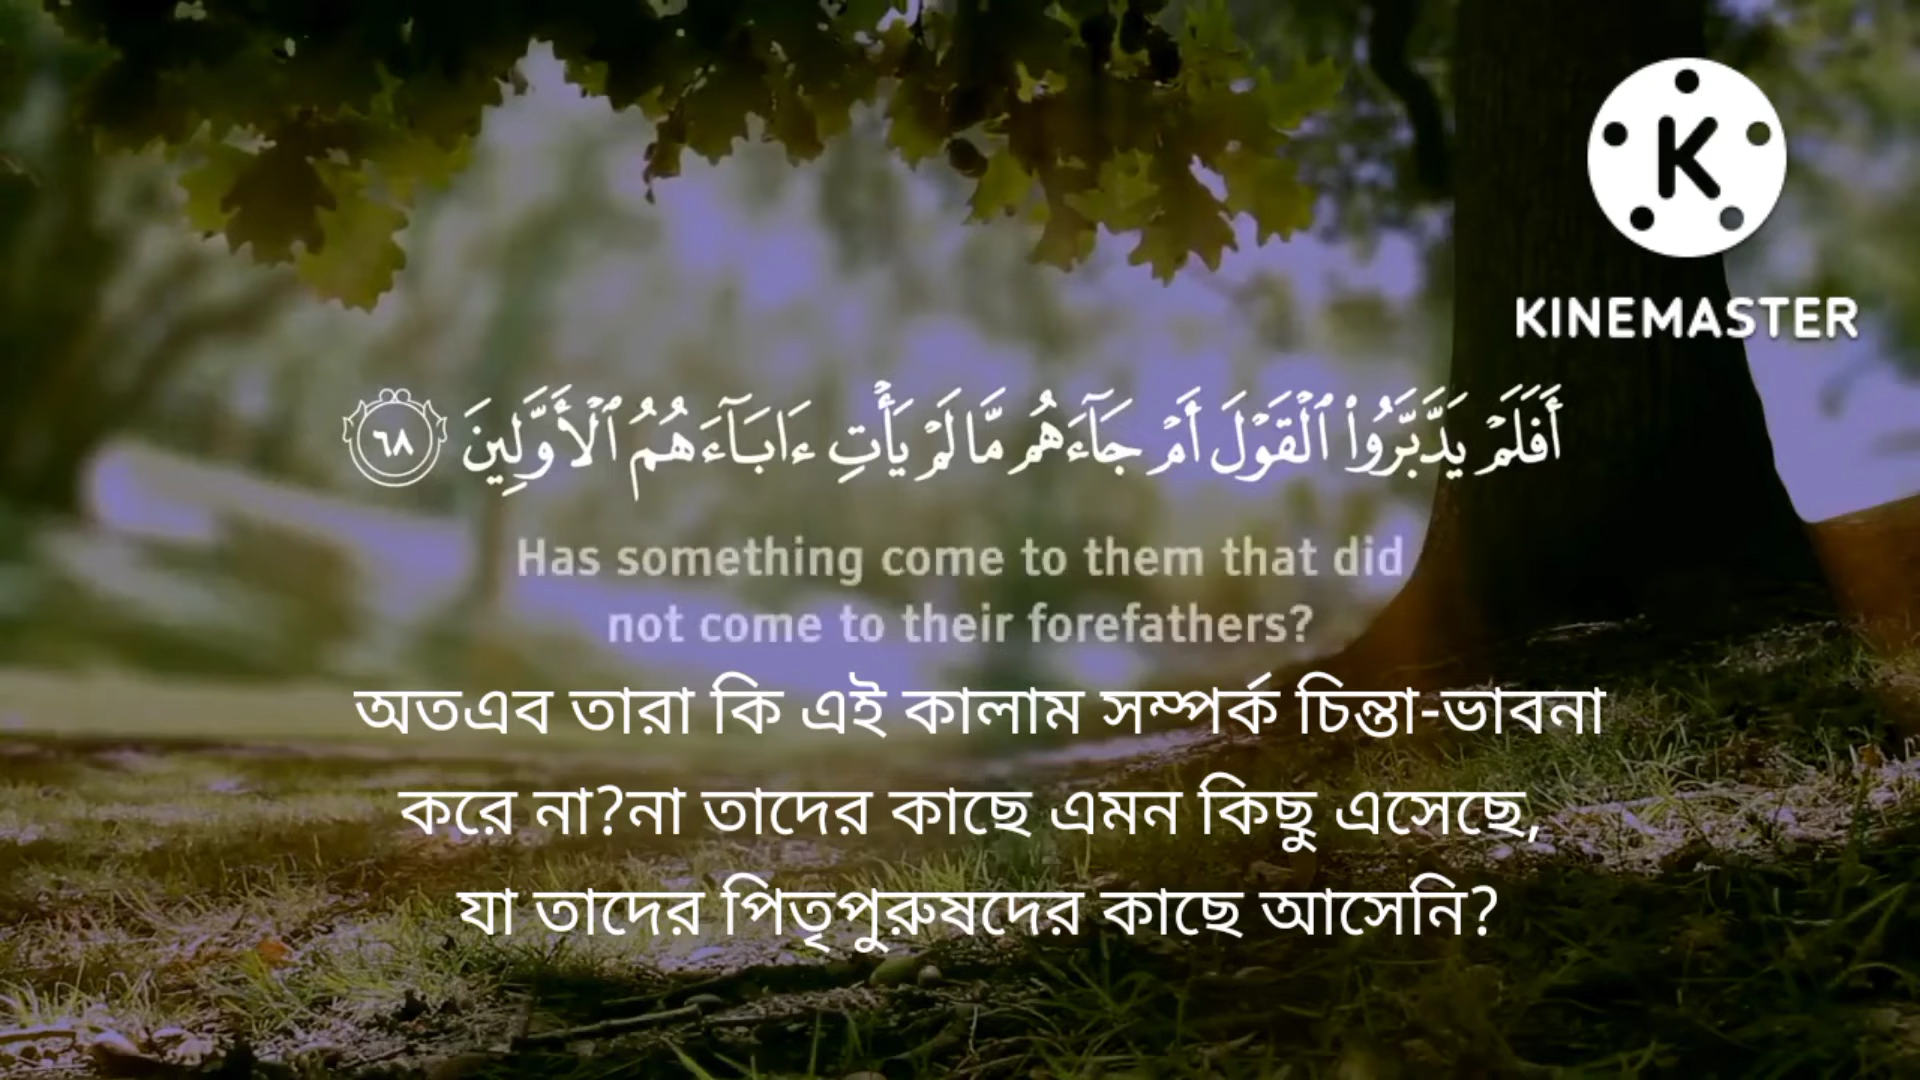 K
KINEMASTER
أَفَلَمْ يَدَّبَّرُوا۟ ٱلْقَوْلَ أَمْ جَآءَهُم مَّا لَمْ يَأْتِ ءَابَآءَهُمُ ٱلْأَوَّلِينَ ٦٨
Has something come to them that did
not come to their forefathers?
অতএব তারা কি এই কালাম সম্পর্ক চিন্তা-ভাবনা
করে না?না তাদের কাছে এমন কিছু এসেছে,
যা তাদের পিতৃপুরুষদের কাছে আসেনি?